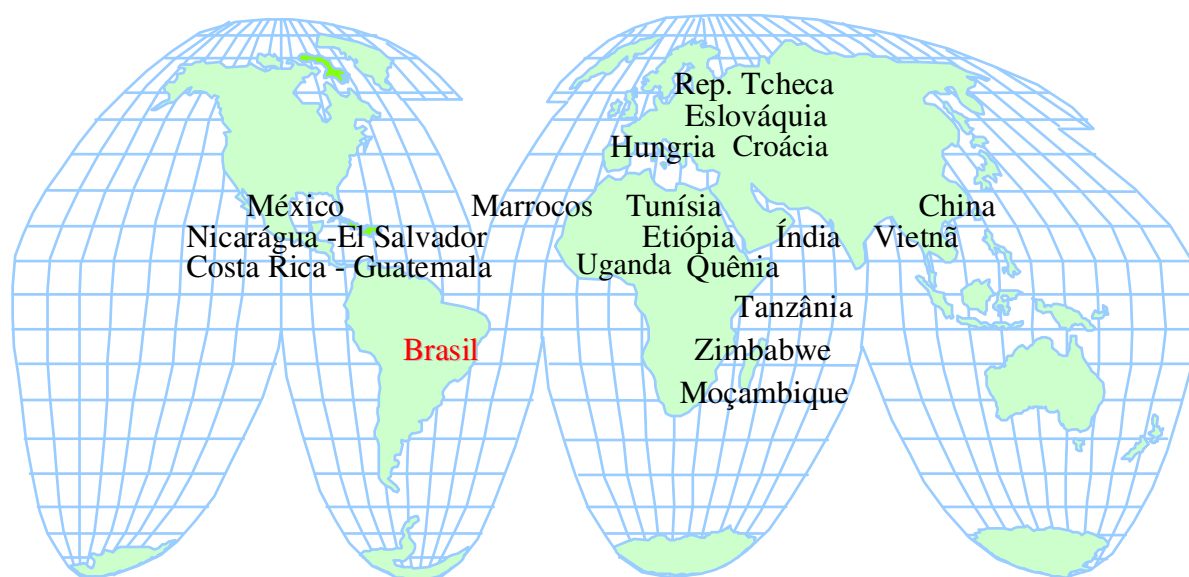 Rep. Tcheca
Eslováquia
Hungria Croácia
México Marrocos Tunísia China
Nicarágua -El Salvador Etiópia Índia Vietnã
Costa Rica - Guatemala Uganda Quênia
Tanzânia
Brasil Zimbabwe
Moçambique